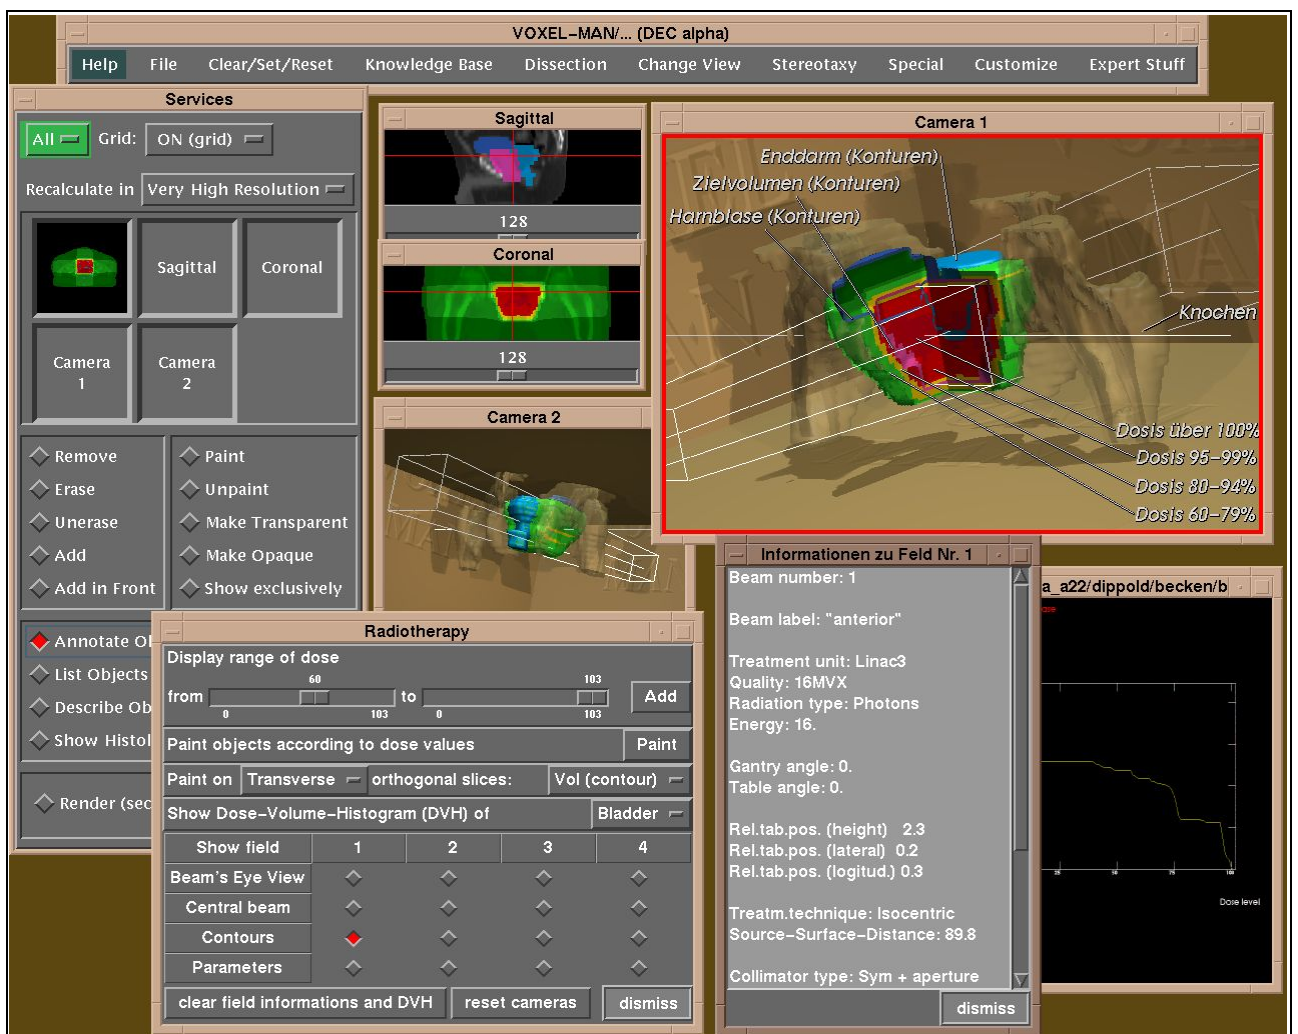 VOXEL-MAN/... (DEC alpha)
Help File Clear/Set/Reset Knowledge Base Dissection Change View Stereotaxy Special Customize Expert Stuff
Services
All Grid: ON (grid)
Recalculate in Very High Resolution
Sagittal Coronal
Camera 1 Camera 2
Remove Paint
Erase Unpaint
Unerase Make Transparent
Add Make Opaque
Add in Front Show exclusively
Annotate Ob
List Objects
Describe Ob
Show Histo
Render (sec
Sagittal
128
Coronal
128
Camera 2
Camera 1
Enddarm (Konturen)
Zielvolumen (Konturen)
Harnblase (Konturen)
Knochen
Dosis über 100%
Dosis 95-99%
Dosis 80-94%
Dosis 60-79%
Radiotherapy
Display range of dose
60 103
from to Add
0 103 0 103
Paint objects according to dose values Paint
Paint on Transverse orthogonal slices: Vol (contour)
Show Dose-Volume-Histogram (DVH) of Bladder
Show field 1 2 3 4
Beam's Eye View
Central beam
Contours
Parameters
clear field informations and DVH reset cameras dismiss
Informationen zu Feld Nr. 1
Beam number: 1
Beam label: "anterior"
Treatment unit: Linac3
Quality: 16MVX
Radiation type: Photons
Energy: 16.
Gantry angle: 0.
Table angle: 0.
Rel.tab.pos. (height) 2.3
Rel.tab.pos. (lateral) 0.2
Rel.tab.pos. (logitud.) 0.3
Treatm.technique: Isocentric
Source-Surface-Distance: 89.8
Collimator type: Sym + aperture
dismiss
a_a22/dippold/becken/b
25 50 75 100
Dose level